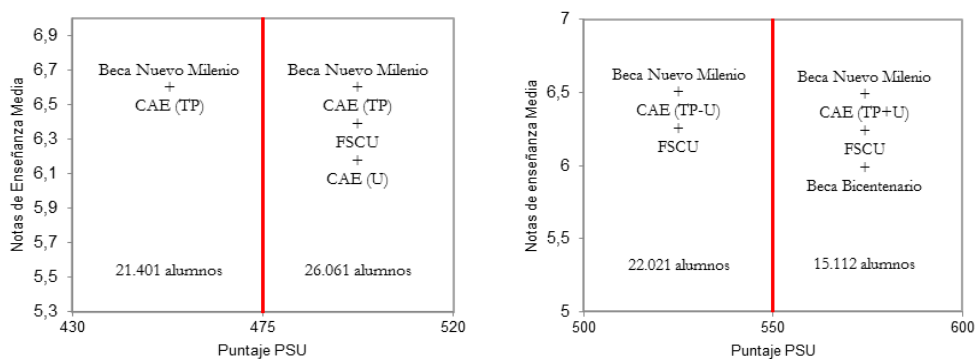 Notas de Enseñanza Media
6,9
6,7
6,5
6,3
6,1
5,9
5,7
5,5
5,3
Beca Nuevo Milenio
+
CAE (TP)
21.401 alumnos
Beca Nuevo Milenio
+
CAE (TP)
+
FSCU
+
CAE (U)
26.061 alumnos
430
475
520
Puntaje PSU
Notas de enseñanza Media
7
6,5
6
5,5
5
Beca Nuevo Milenio
+
CAE (TP-U)
+
FSCU
22.021 alumnos
Beca Nuevo Milenio
+
CAE (TP+U)
+
FSCU
+
Beca Bicentenario
15.112 alumnos
500
550
600
Puntaje PSU